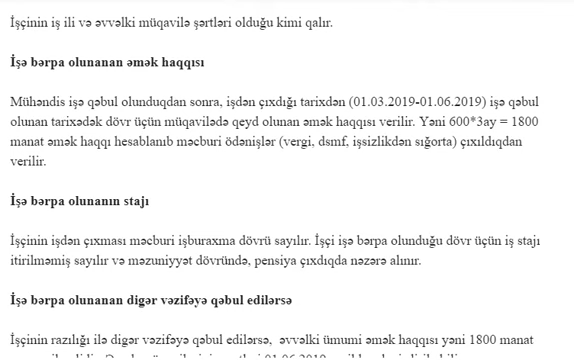 İşçinin iş ili və əvvəlki müqavilə şərtləri olduğu kimi qalır.
İşə bərpa olunanan əmək haqqısı
Mühəndis işə qəbul olunduqdan sonra, işdən çıxdığı tarixdən (01.03.2019-01.06.2019) işə qəbul
olunan tarixədək dövr üçün müqavilədə qeyd olunan əmək haqqısı verilir. Yəni 600*3ay = 1800
manat əmək haqqı hesablanıb məcburi ödənişlər (vergi, dsmf, işsizlikdən sığorta) çıxıldıqdan
verilir.
İşə bərpa olunanın stajı
İşçinin işdən çıxması məcburi işburaxma dövrü sayılır. İşçi işə bərpa olunduğu dövr üçün iş stajı
itirilməmiş sayılır və məzuniyyət dövründə, pensiya çıxdıqda nəzərə alınır.
İşə bərpa olunanan digər vəzifəyə qəbul edilərsə
İşçinin razılığı ilə digər vəzifəyə qəbul edilərsə, əvvəlki ümumi əmək haqqısı yəni 1800 manat